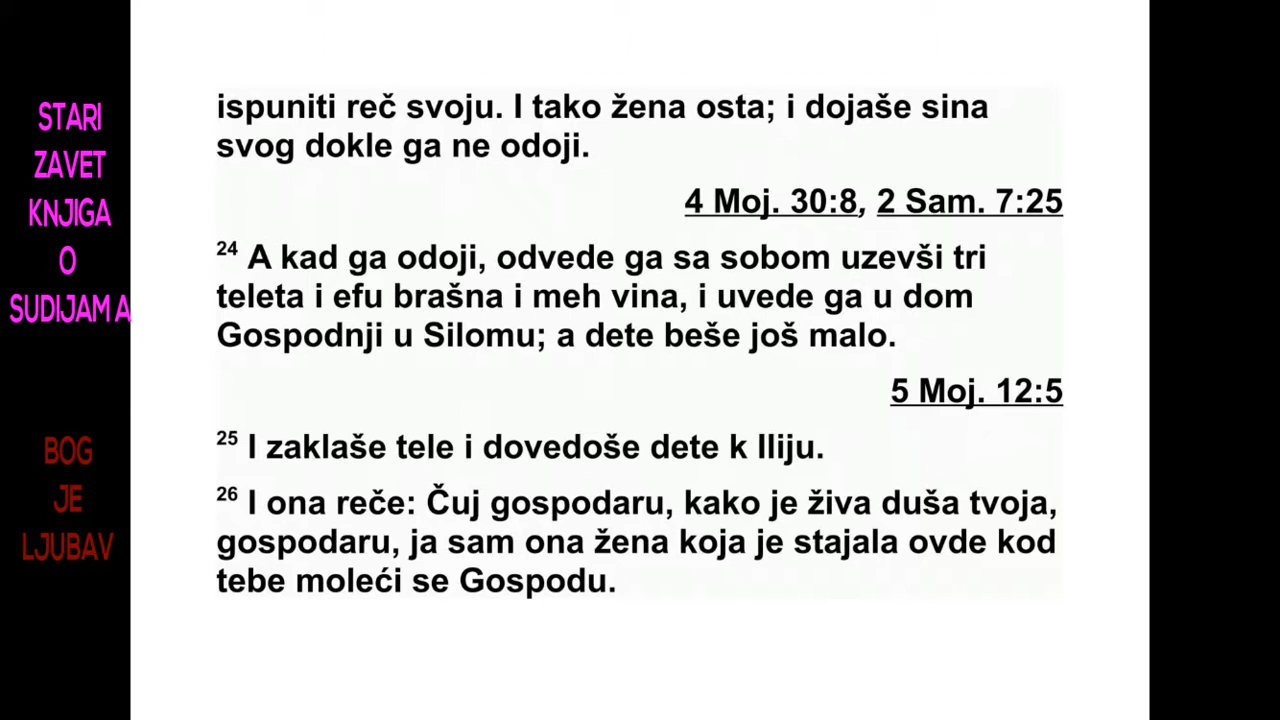 STARI
ZAVET
KNJIGA
O
SUDIJAMA
BOG
JE
LJUBAV
ispuniti reč svoju. I tako žena osta; i dojaše sina
svog dokle ga ne odoji.
4 Moj. 30:8, 2 Sam. 7:25
24 A kad ga odoji, odvede ga sa sobom uzevši tri
teleta i efu brašna i meh vina, i uvede ga u dom
Gospodnji u Silomu; a dete beše još malo.
5 Moj. 12:5
25 I zaklaše tele i dovedoše dete k Iliju.
26 I ona reče: Čuj gospodaru, kako je živa duša tvoja,
gospodaru, ja sam ona žena koja je stajala ovde kod
tebe moleći se Gospodu.